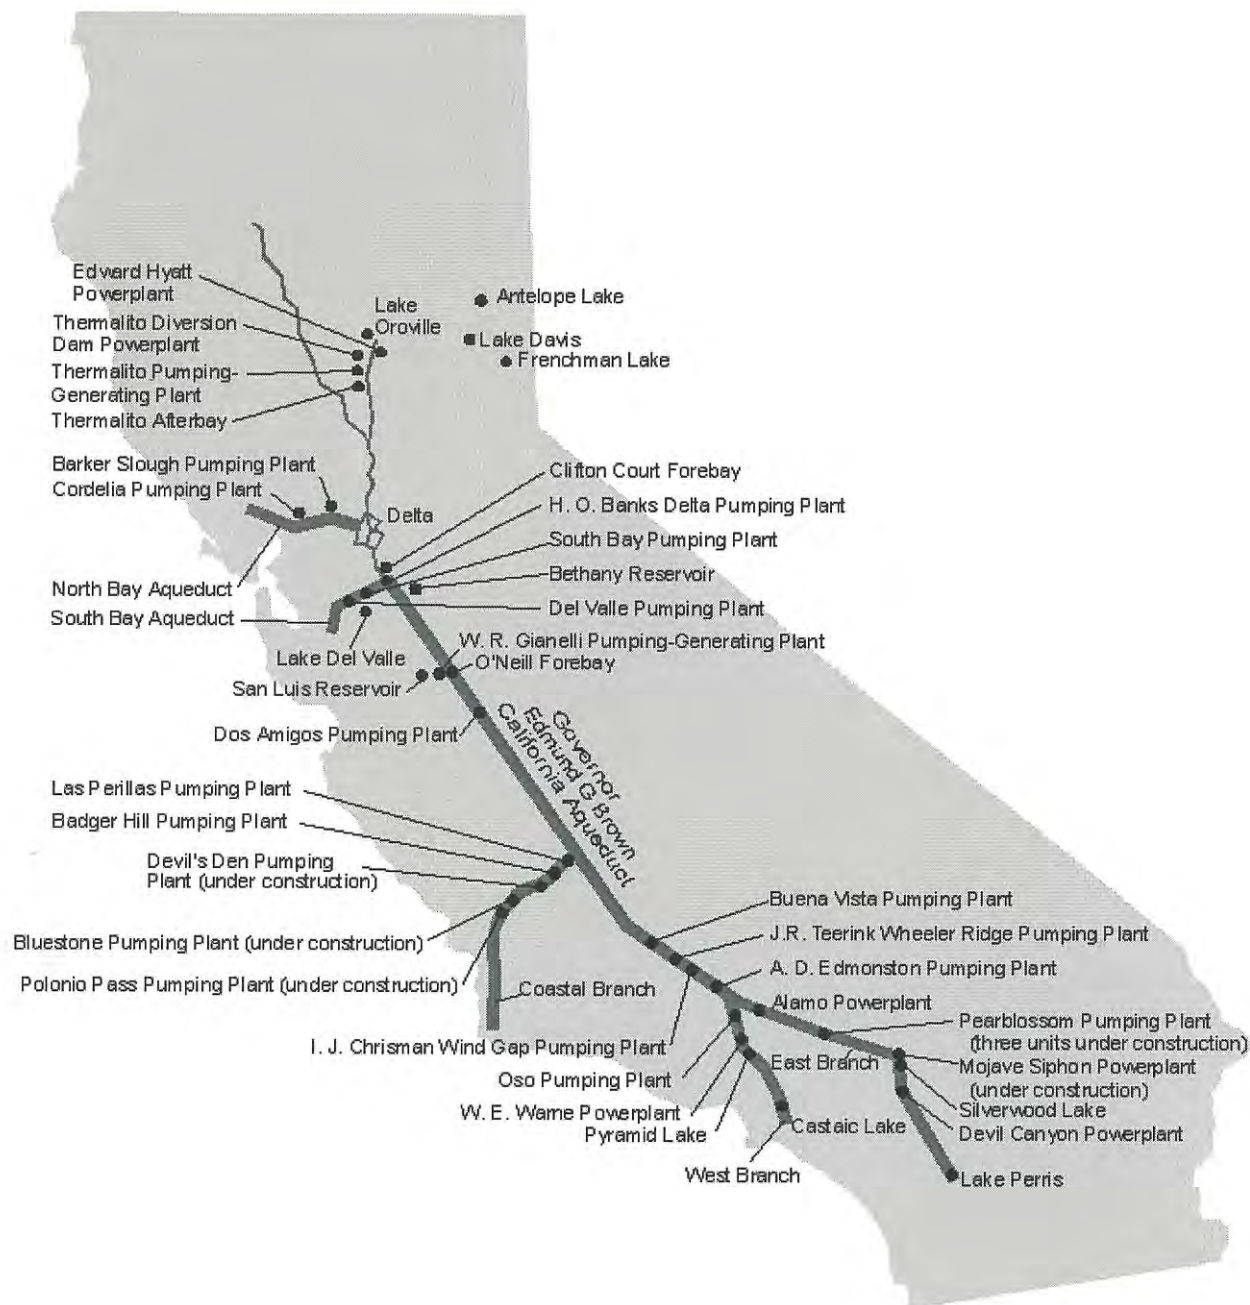 Edward Hyatt
Powerplant
Lake
Oroville
Antelope Lake
Thermalito Diversion
Dam Powerplant
Lake Davis
Frenchman Lake
Thermalito Pumping-
Generating Plant
Thermalito Afterbay
Barker Slough Pumping Plant
Cordelia Pumping Plant
Clifton Court Forebay
H. O. Banks Delta Pumping Plant
Delta
South Bay Pumping Plant
Bethany Reservoir
North Bay Aqueduct
Del Valle Pumping Plant
South Bay Aqueduct
W. R. Gianelli Pumping-Generating Plant
Lake Del Valle
O'Neill Forebay
San Luis Reservoir
Dos Amigos Pumping Plant
Governor
Edmund G Brown
California Aqueduct
Las Perillas Pumping Plant
Badger Hill Pumping Plant
Devil's Den Pumping
Plant (under construction)
Buena Vista Pumping Plant
J.R. Teerink Wheeler Ridge Pumping Plant
Bluestone Pumping Plant (under construction)
A. D. Edmonston Pumping Plant
Polonio Pass Pumping Plant (under construction)
Coastal Branch
Alamo Powerplant
Pearblossom Pumping Plant
(three units under construction)
I. J. Chrisman Wind Gap Pumping Plant
East Branch
Mojave Siphon Powerplant
(under construction)
Oso Pumping Plant
Silverwood Lake
W. E. Warne Powerplant
Pyramid Lake
Castaic Lake
Devil Canyon Powerplant
West Branch
Lake Perris